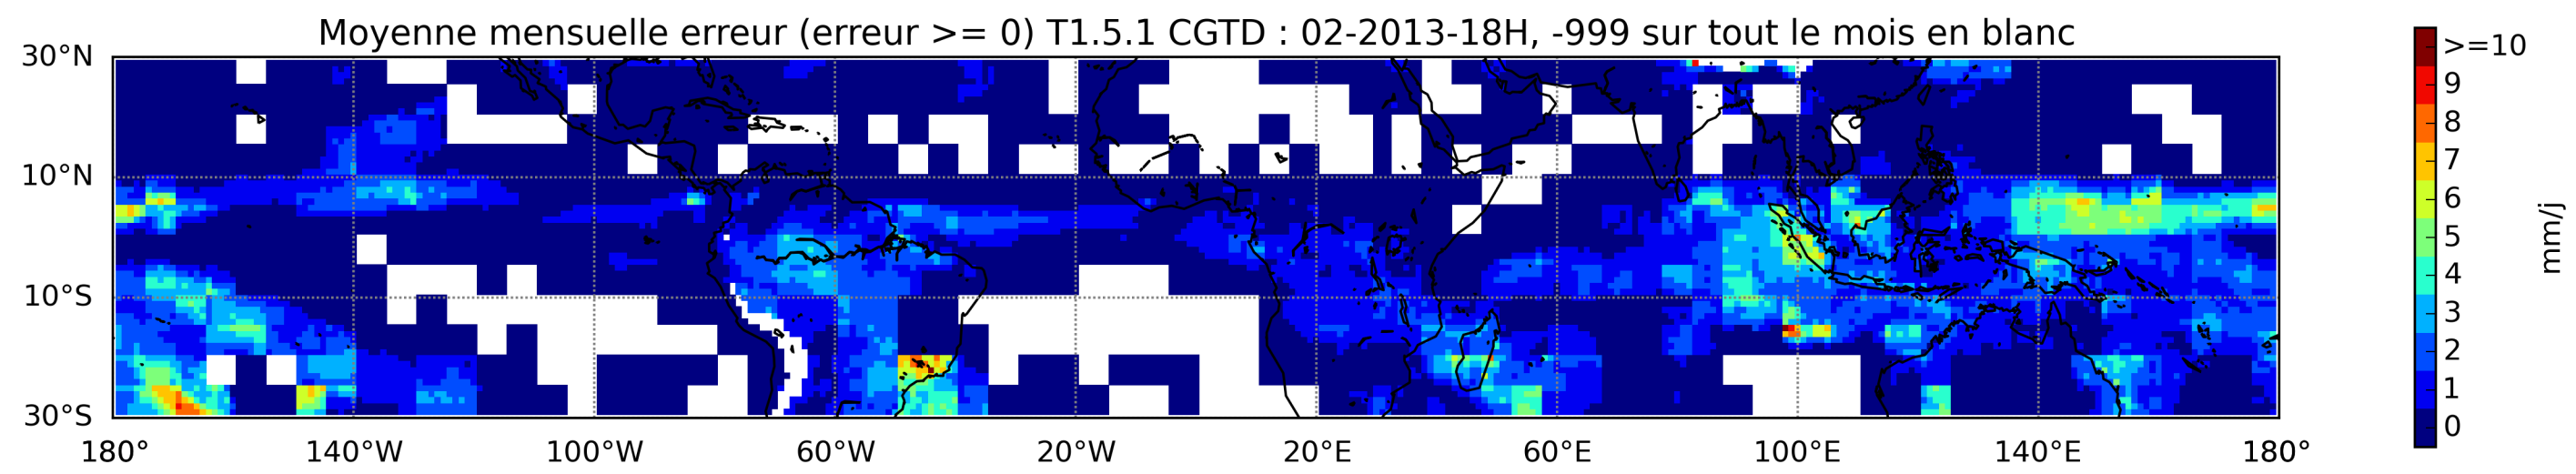 Moyenne mensuelle erreur (erreur >= 0) T1.5.1 CGTD : 02-2013-18H, -999 sur tout le mois en blanc
30°N
10°N
10°S
30°S
180° 140°W 100°W 60°W 20°W 20°E 60°E 100°E 140°E 180°
>=10
9
8
7
6
5
4
3
2
1
0
mm/j